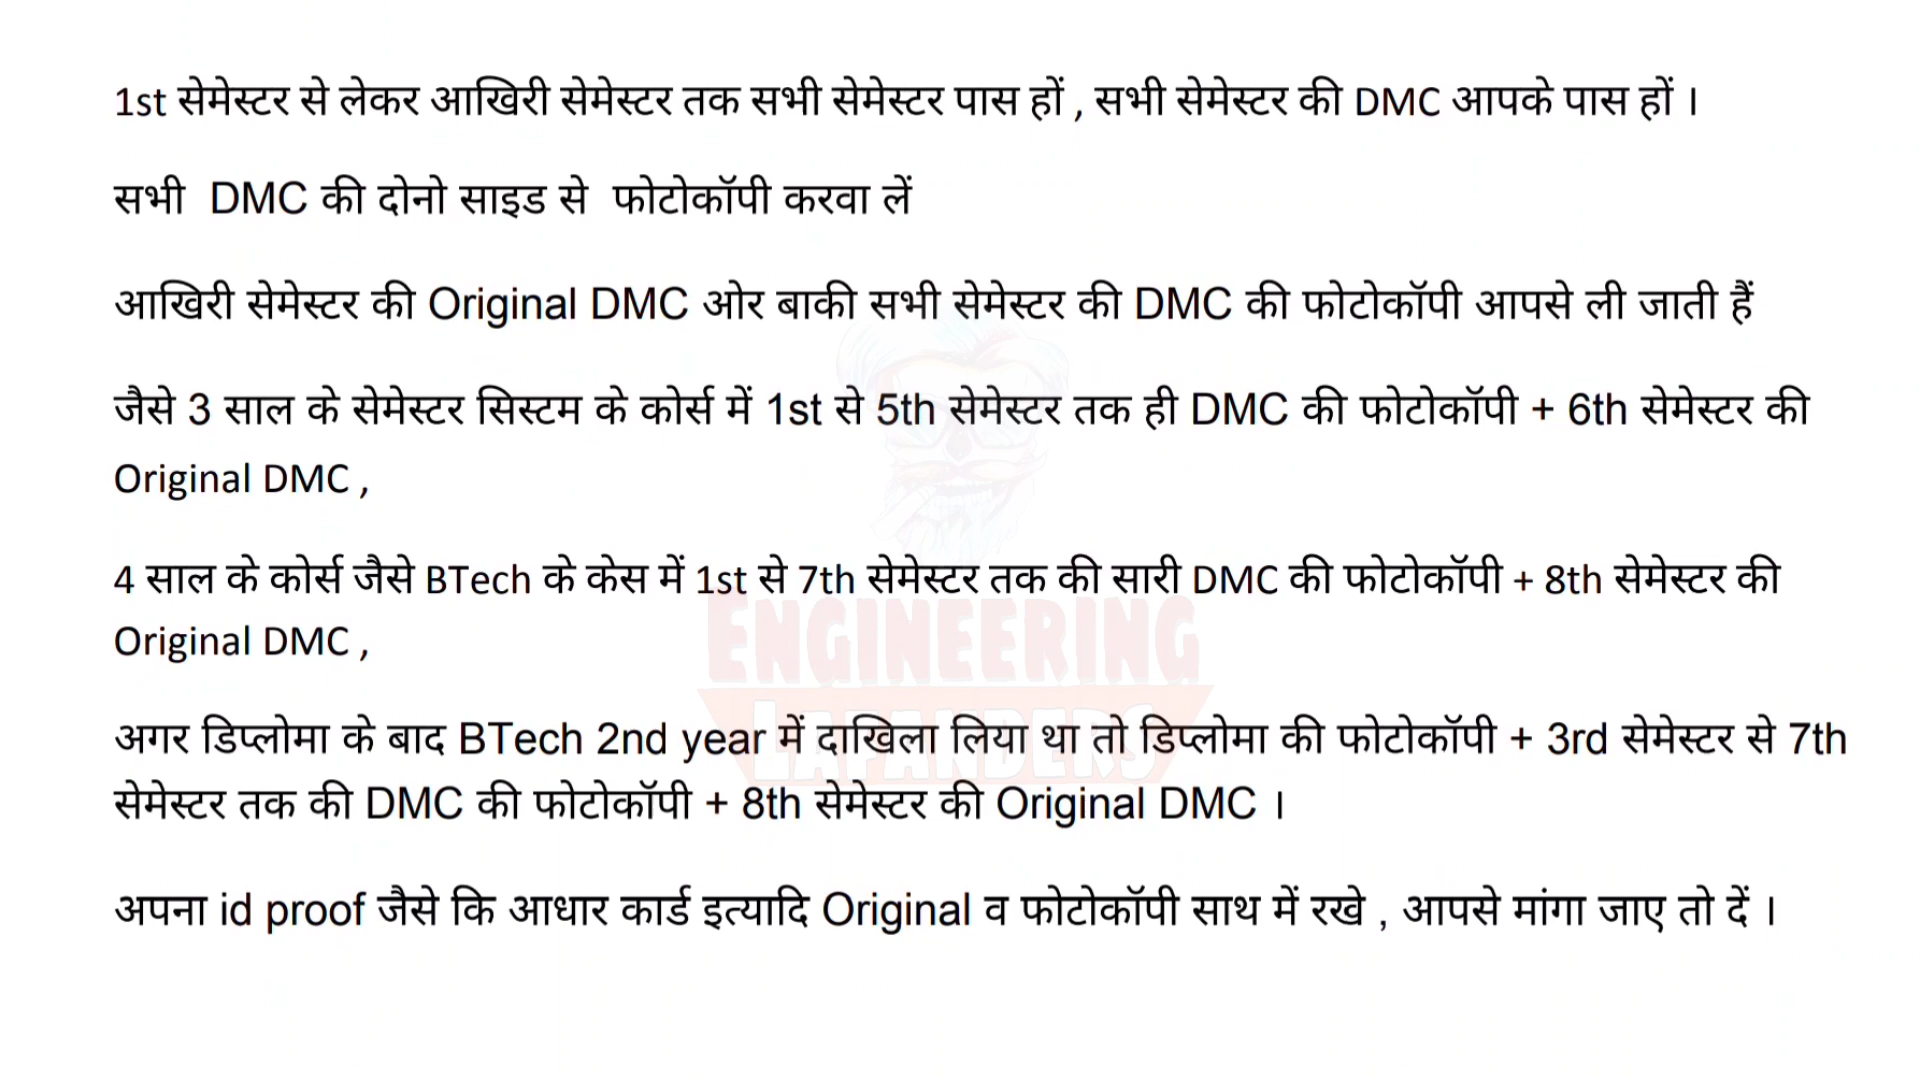 1st सेमेस्टर से लेकर आखिरी सेमेस्टर तक सभी सेमेस्टर पास हों , सभी सेमेस्टर की DMC आपके पास हों ।
सभी DMC की दोनो साइड से फोटोकॉपी करवा लें
आखिरी सेमेस्टर की Original DMC ओर बाकी सभी सेमेस्टर की DMC की फोटोकॉपी आपसे ली जाती हैं
जैसे 3 साल के सेमेस्टर सिस्टम के कोर्स में 1st से 5th सेमेस्टर तक ही DMC की फोटोकॉपी + 6th सेमेस्टर की
Original DMC ,
4 साल के कोर्स जैसे BTech के केस में 1st से 7th सेमेस्टर तक की सारी DMC की फोटोकॉपी + 8th सेमेस्टर की
Original DMC ,
ENGINEERING
LAPANDERS
अगर डिप्लोमा के बाद BTech 2nd year में दाखिला लिया था तो डिप्लोमा की फोटोकॉपी + 3rd सेमेस्टर से 7th
सेमेस्टर तक की DMC की फोटोकॉपी + 8th सेमेस्टर की Original DMC ।
अपना id proof जैसे कि आधार कार्ड इत्यादि Original व फोटोकॉपी साथ में रखे , आपसे मांगा जाए तो दें ।